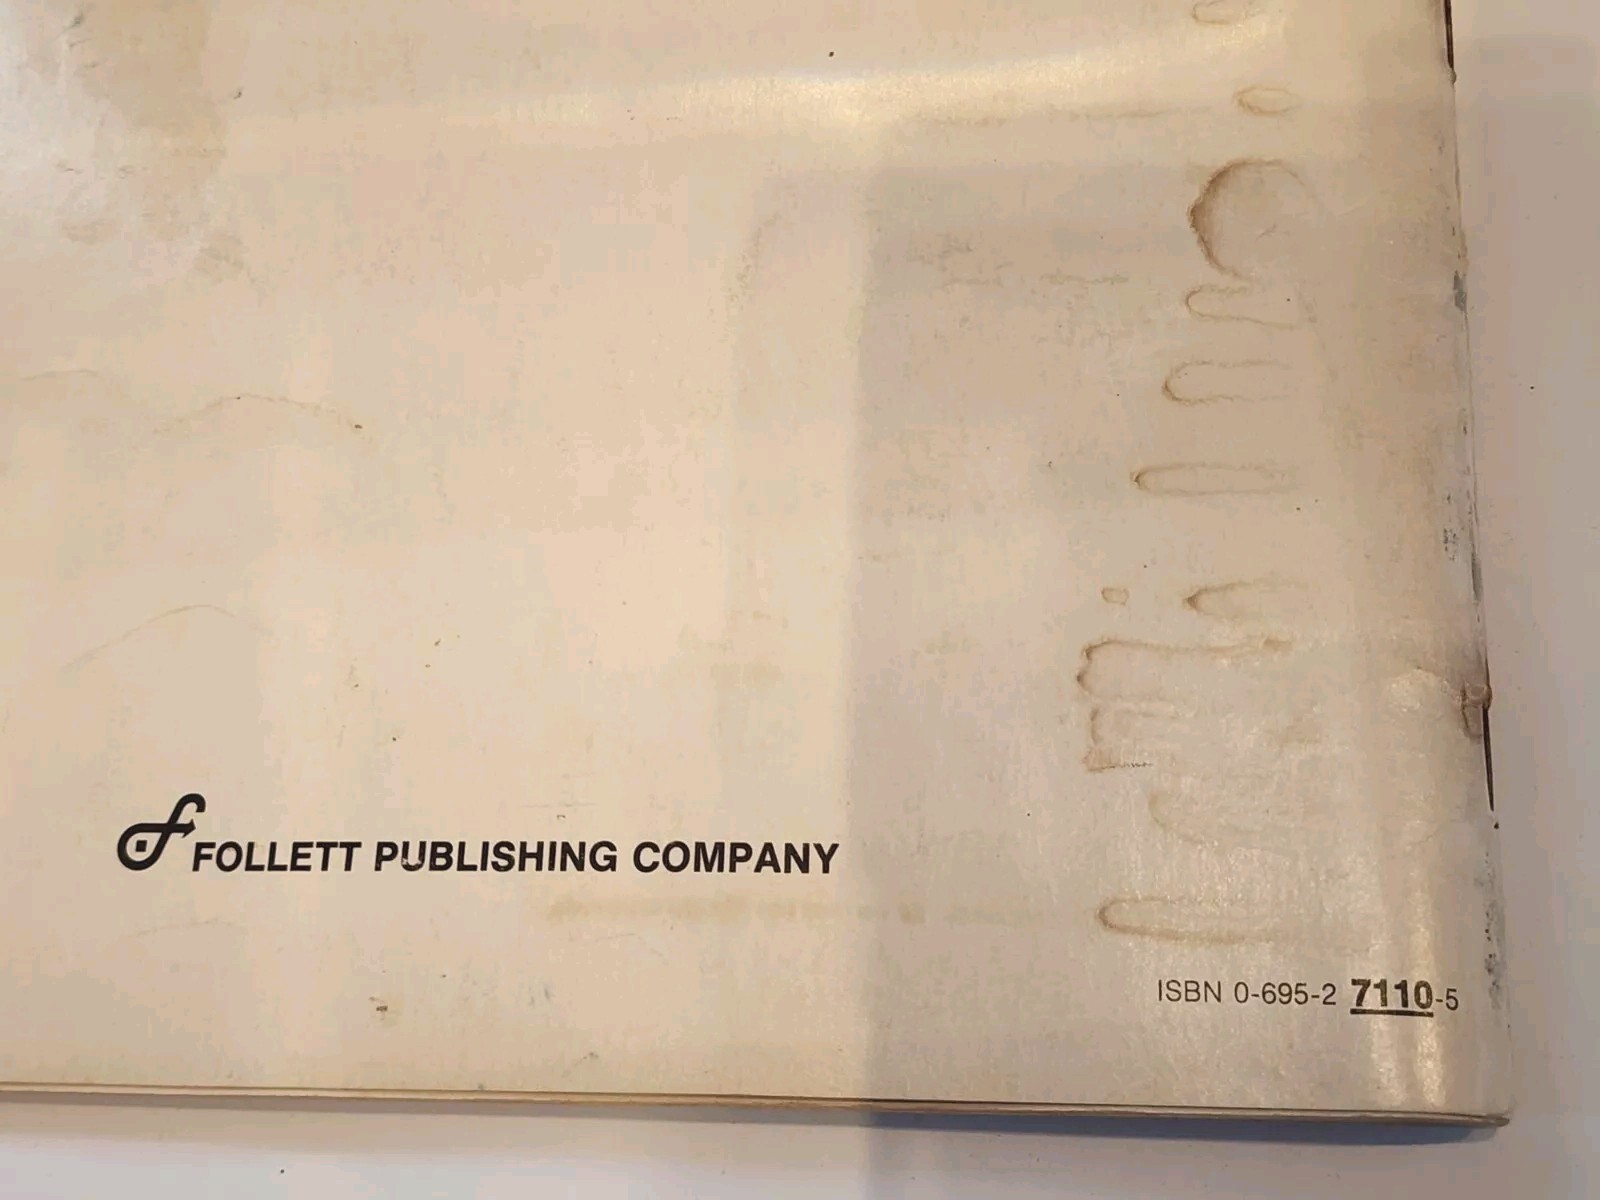 FOLLETT PUBLISHING COMPANY
ISBN 0-695-2 7110-5